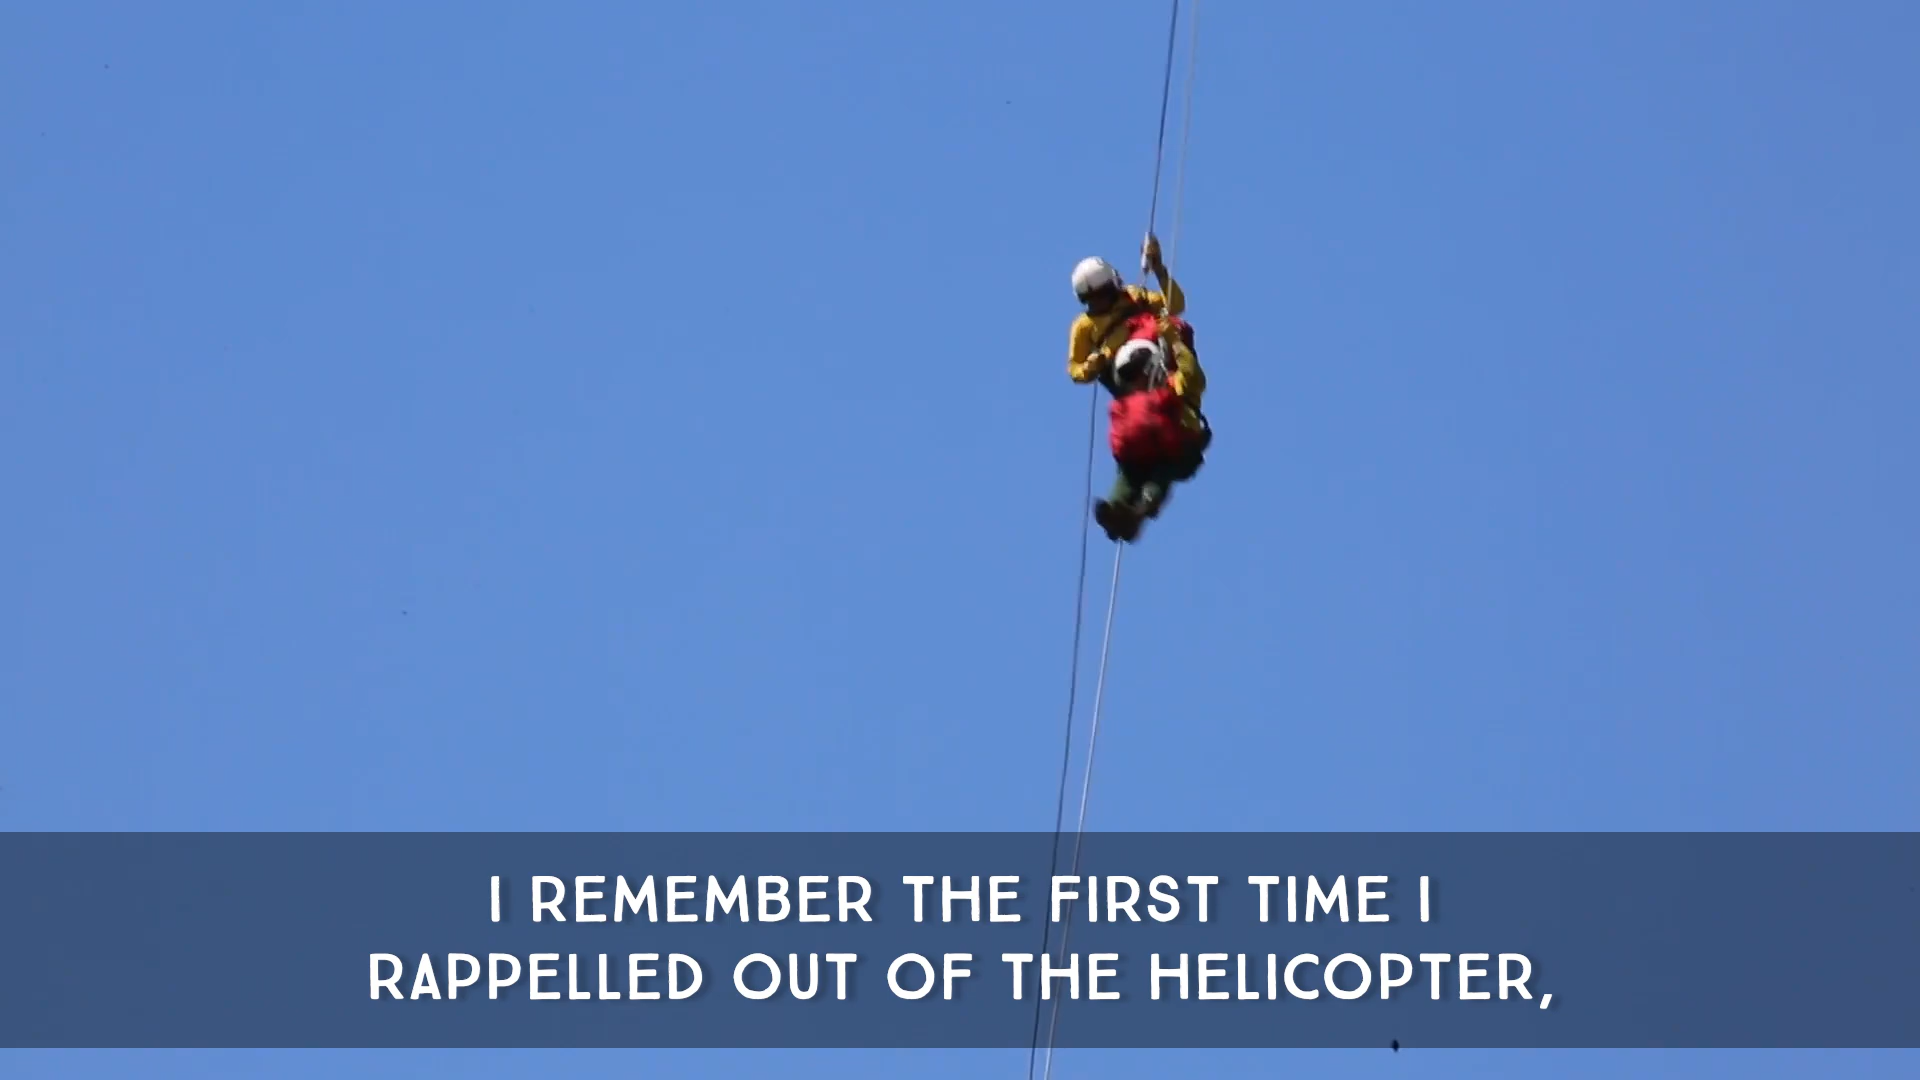 I REMEMBER THE FIRST TIME I
RAPPELLED OUT OF THE HELICOPTER,